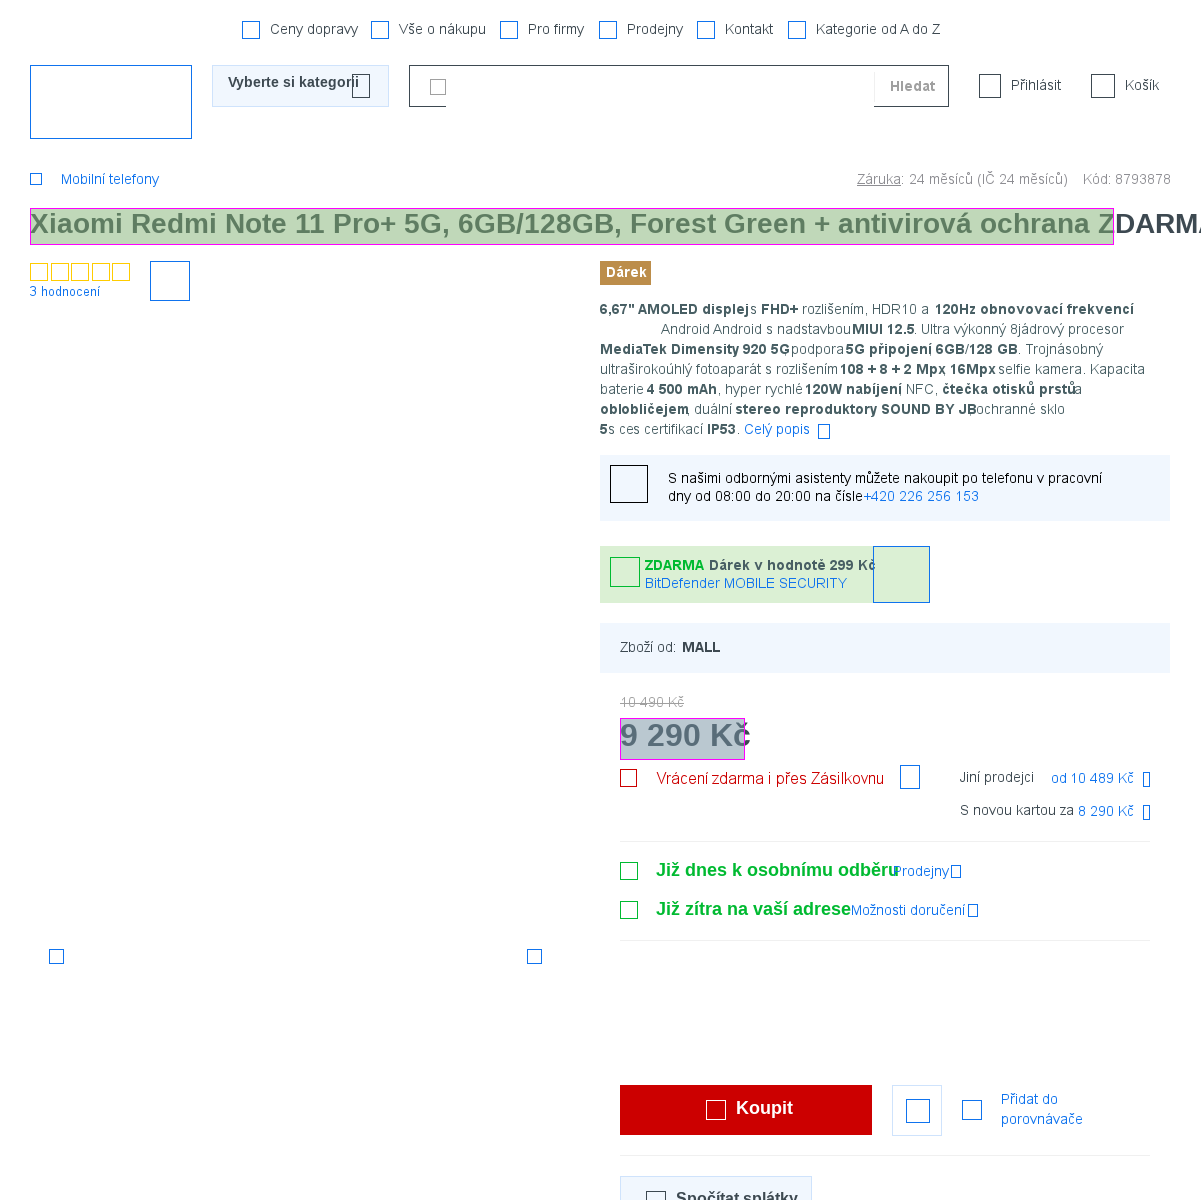 Ceny dopravy Vše o nákupu Pro firmy Prodejny Kontakt Kategorie od A do Z
Vyberte si kategorii Hledat Přihlásit Košík
Mobilní telefony Záruka: 24 měsíců (IČ 24 měsíců) Kód: 8793878
Xiaomi Redmi Note 11 Pro+ 5G, 6GB/128GB, Forest Green + antivirová ochrana ZDARMA
Dárek
3 hodnocení
6,67" AMOLED displej s FHD+ rozlišením, HDR10 a 120Hz obnovovací frekvencí
Android Android s nadstavbou MIUI 12.5. Ultra výkonný 8jádrový procesor
MediaTek Dimensity 920 5G, podpora 5G připojení, 6GB/128 GB. Trojnásobný
ultraširokoúhlý fotoaparát s rozlišením 108 + 8 + 2 Mpx, 16Mpx selfie kamera. Kapacita
baterie 4 500 mAh, hyper rychlé 120W nabíjení, NFC, čtečka otisků prstů a
oblobličejem, duální stereo reproduktory SOUND BY JBL, ochranné sklo
5s ces certifikací IP53. Celý popis
S našimi odbornými asistenty můžete nakoupit po telefonu v pracovní
dny od 08:00 do 20:00 na čísle +420 226 256 153
ZDARMA Dárek v hodnotě 299 Kč
BitDefender MOBILE SECURITY
Zboží od: MALL
10 490 Kč
9 290 Kč
Vrácení zdarma i přes Zásilkovnu Jiní prodejci od 10 489 Kč
S novou kartou za 8 290 Kč
Již dnes k osobnímu odběru Prodejny
Již zítra na vaší adrese Možnosti doručení
Koupit Přidat do
porovnávače
Spočítat splátky